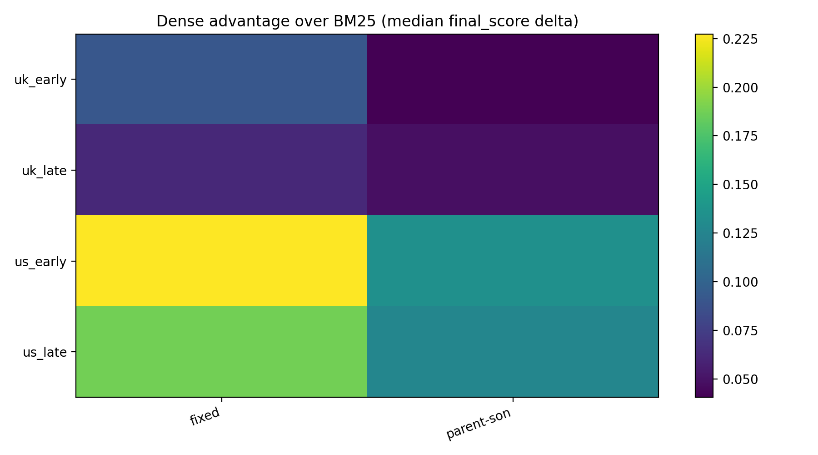 Dense advantage over BM25 (median final_score delta)
uk_early
uk_late
us_early
us_late
fixed
parent-son
0.225
0.200
0.175
0.150
0.125
0.100
0.075
0.050